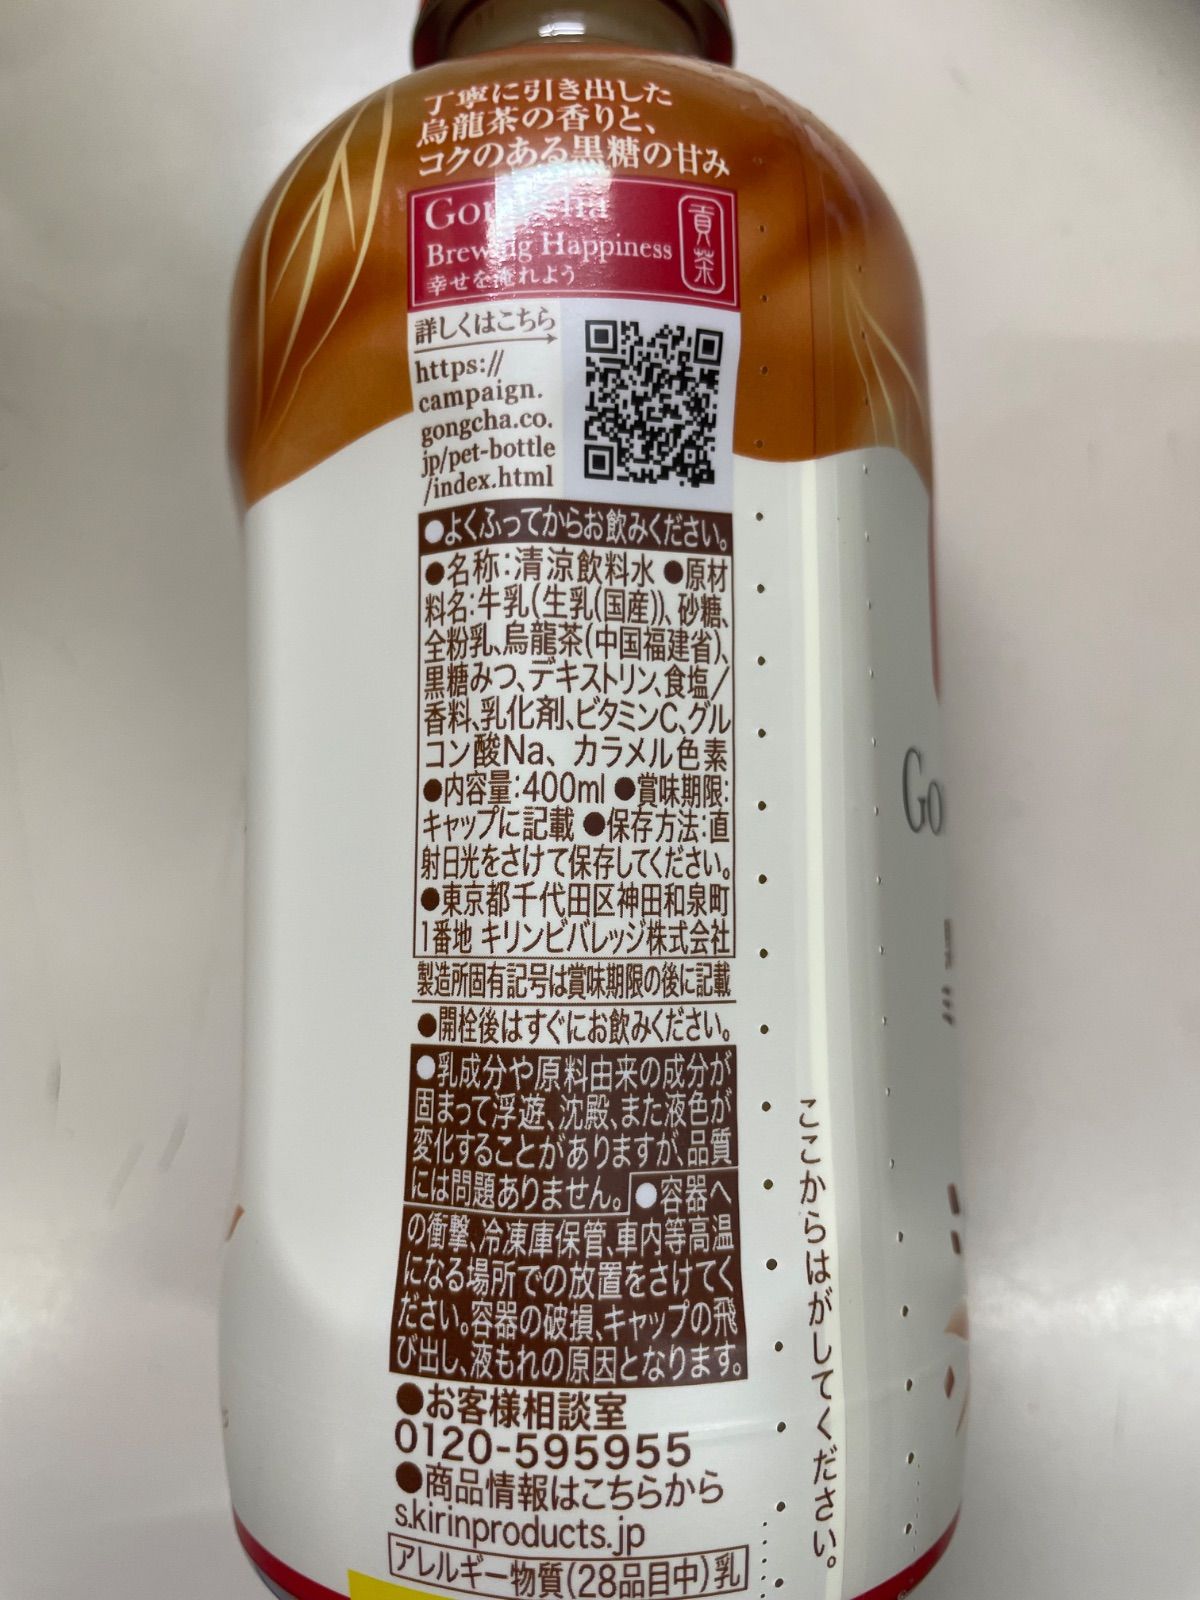 丁寧に引き出した
烏龍茶の香りと、
コクのある黒糖の甘み
Gong cha
Brewing Happiness
幸せを淹れよう
貢茶
詳しくはこちら
https://
campaign.
gongcha.co.
jp/pet-bottle
/index.html
●よくふってからお飲みください。
●名称:清涼飲料水 ●原材
料名:牛乳(生乳(国産))、砂糖、
全粉乳、烏龍茶(中国福建省)、
黒糖みつ、デキストリン、食塩/
香料、乳化剤、ビタミンC、グル
コン酸Na、カラメル色素
●内容量:400ml ●賞味期限:
キャップに記載 ●保存方法:直
射日光をさけて保存してください。
●東京都千代田区神田和泉町
1番地 キリンビバレッジ株式会社
製造所固有記号は賞味期限の後に記載
●開栓後はすぐにお飲みください。
●乳成分や原料由来の成分が
固まって浮遊、沈殿、また液色が
変化することがありますが、品質
には問題ありません。●容器へ
の衝撃、冷凍庫保管、車内等高温
になる場所での放置をさけてく
ださい。容器の破損、キャップの飛
び出し、液もれの原因となります。
●お客様相談室
0120-595955
●商品情報はこちらから
s.kirinproducts.jp
アレルギー物質(28品目中)乳
ここからはがしてください。
Go